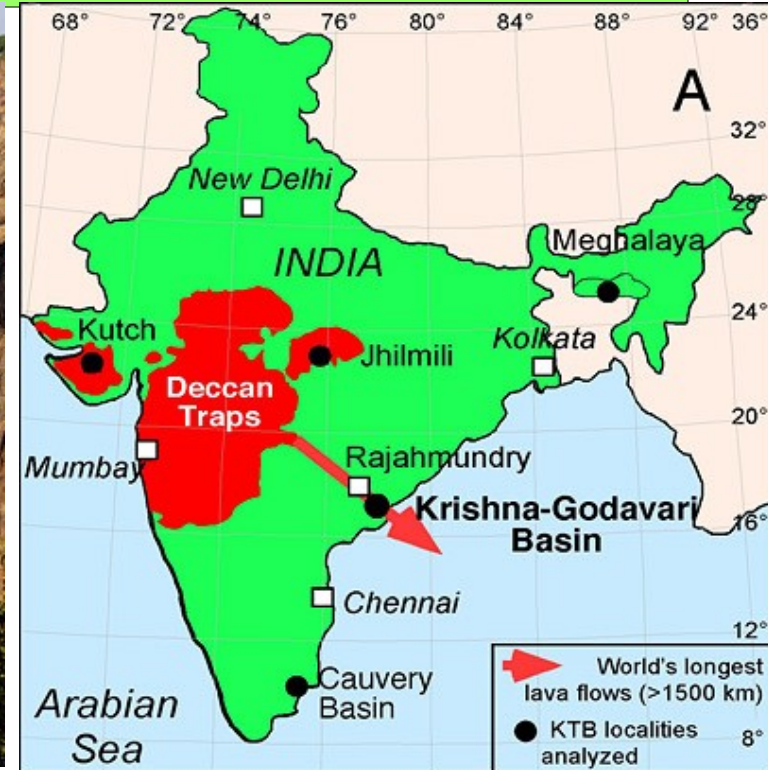 68° 72° 74° 76° 80° 84° 88° 92° 36°
A
32°
New Delhi
28°
INDIA
Meghalaya
24°
Kutch
Kolkata
Jhilmili
Deccan
Traps
20°
Mumbay
Rajahmundry
Krishna-Godavari
Basin
16°
Chennai
12°
World's longest
lava flows (>1500 km)
Cauvery
Basin
Arabian
Sea
KTB localities
analyzed
8°